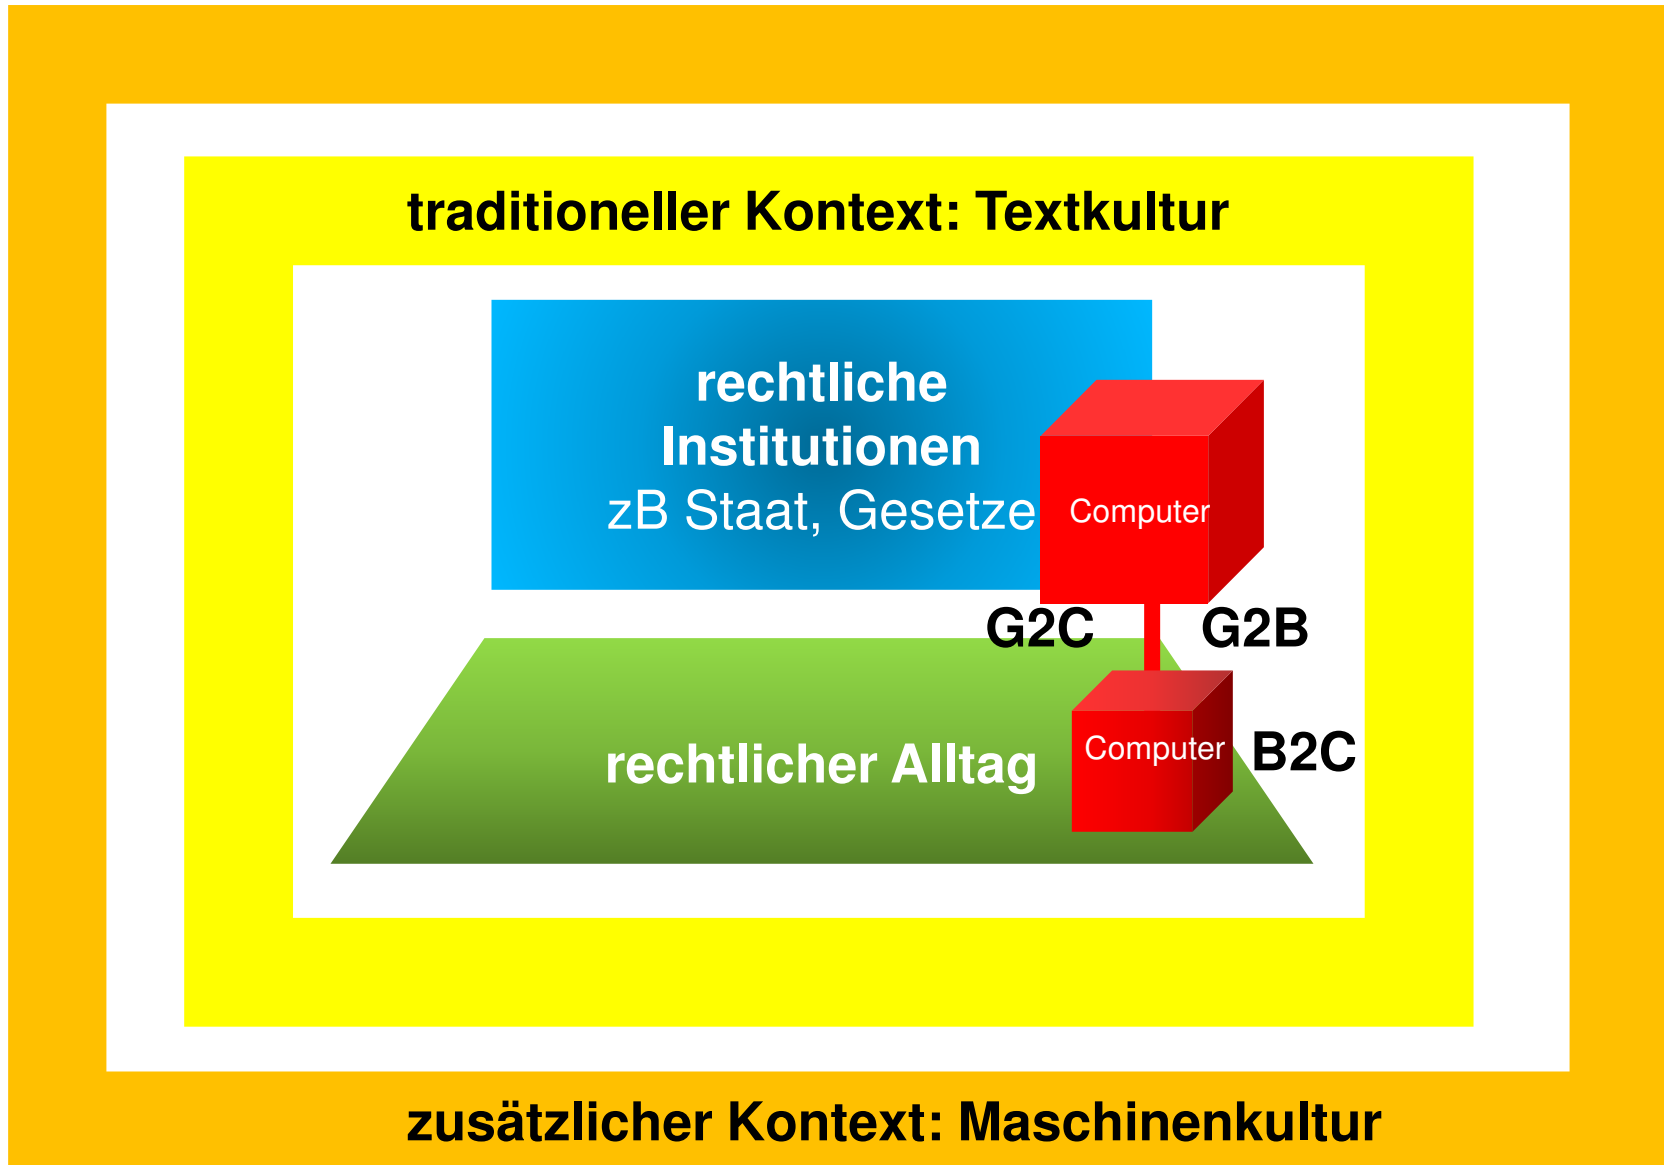 traditioneller Kontext: Textkultur
rechtliche
Institutionen
zB Staat, Gesetze
Computer
G2C
G2B
rechtlicher Alltag
Computer
B2C
zusätzlicher Kontext: Maschinenkultur